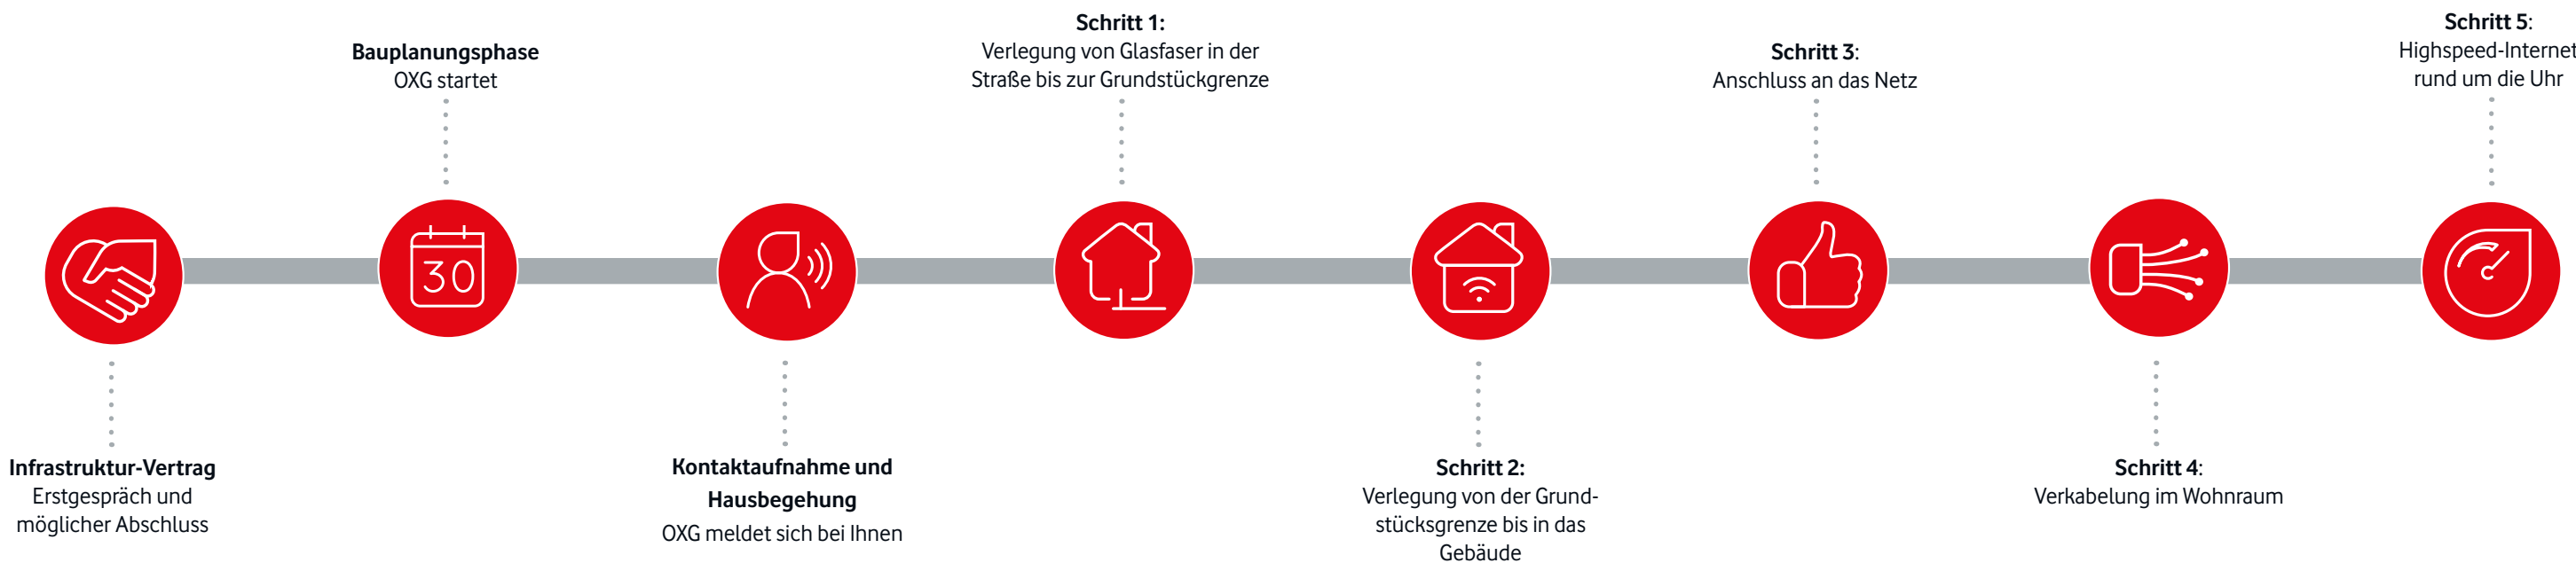 Infrastruktur-Vertrag
Erstgespräch und
möglicher Abschluss
Bauplanungsphase
OXG startet
30
Kontaktaufnahme und
Hausbegehung
OXG meldet sich bei Ihnen
Schritt 1:
Verlegung von Glasfaser in der
Straße bis zur Grundstückgrenze
Schritt 2:
Verlegung von der Grund-
stücksgrenze bis in das
Gebäude
Schritt 3:
Anschluss an das Netz
Schritt 4:
Verkabelung im Wohnraum
Schritt 5:
Highspeed-Internet
rund um die Uhr